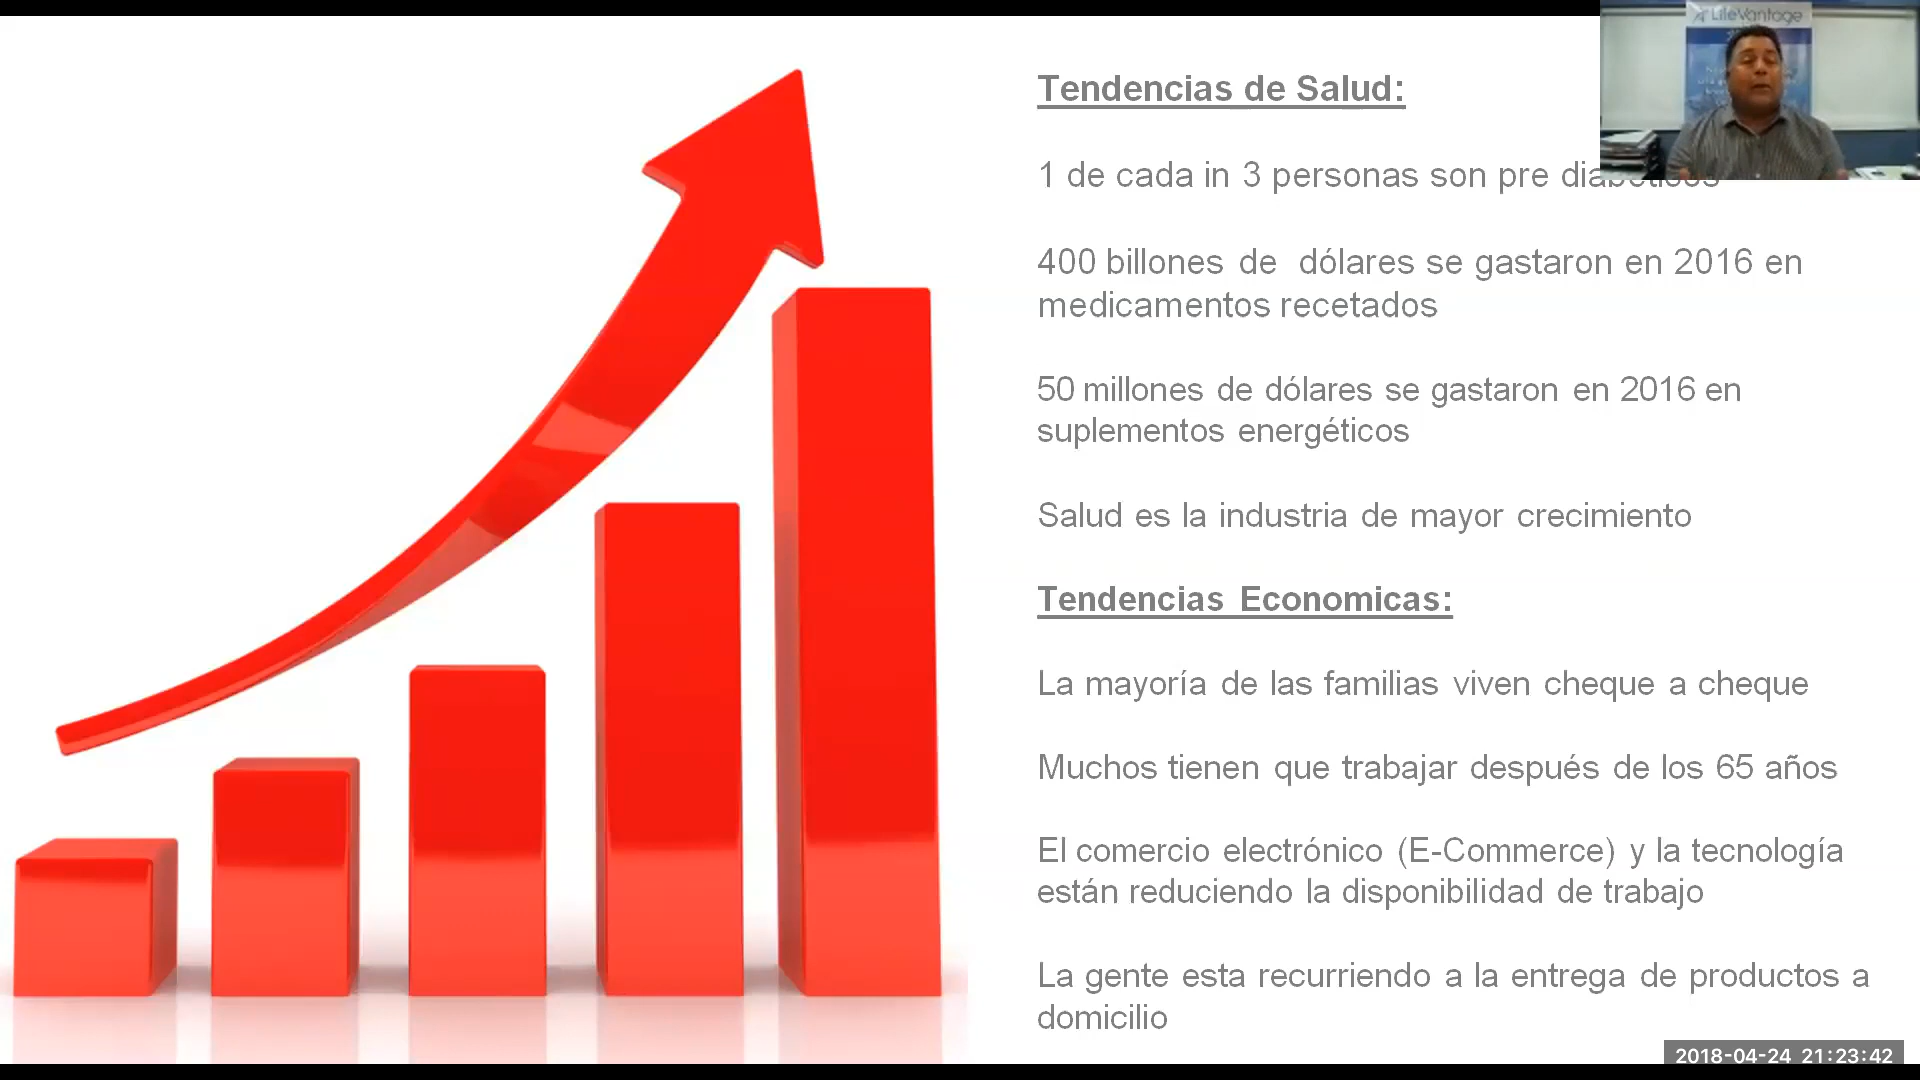 LifeVantage
Tendencias de Salud:
1 de cada in 3 personas son pre diabeticos
400 billones de dólares se gastaron en 2016 en
medicamentos recetados
50 millones de dólares se gastaron en 2016 en
suplementos energéticos
Salud es la industria de mayor crecimiento
Tendencias Economicas:
La mayoría de las familias viven cheque a cheque
Muchos tienen que trabajar después de los 65 años
El comercio electrónico (E-Commerce) y la tecnología
están reduciendo la disponibilidad de trabajo
La gente esta recurriendo a la entrega de productos a
domicilio
2018-04-24 21:23:42